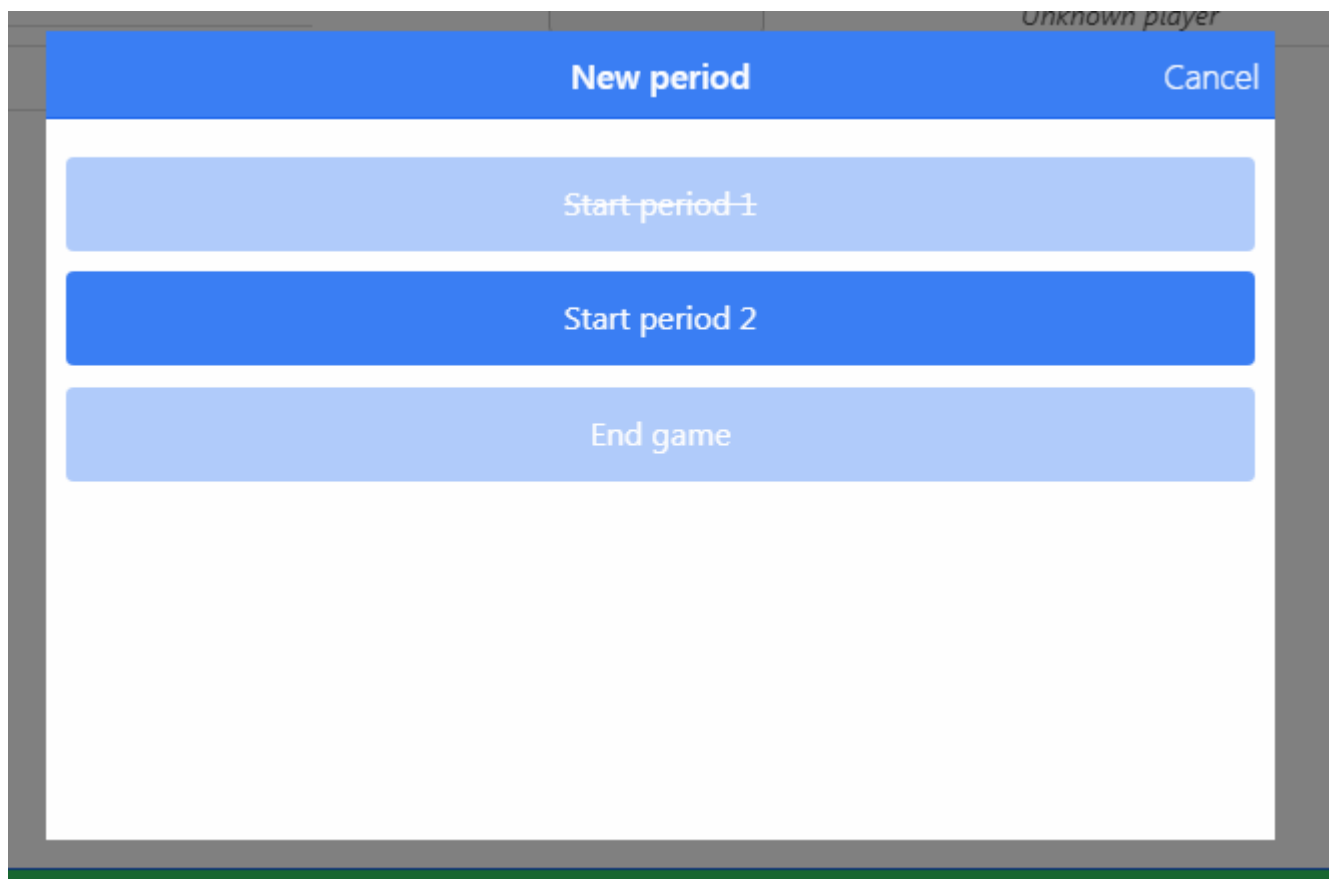 Unknown player
New period
Cancel
Start period 1
Start period 2
End game